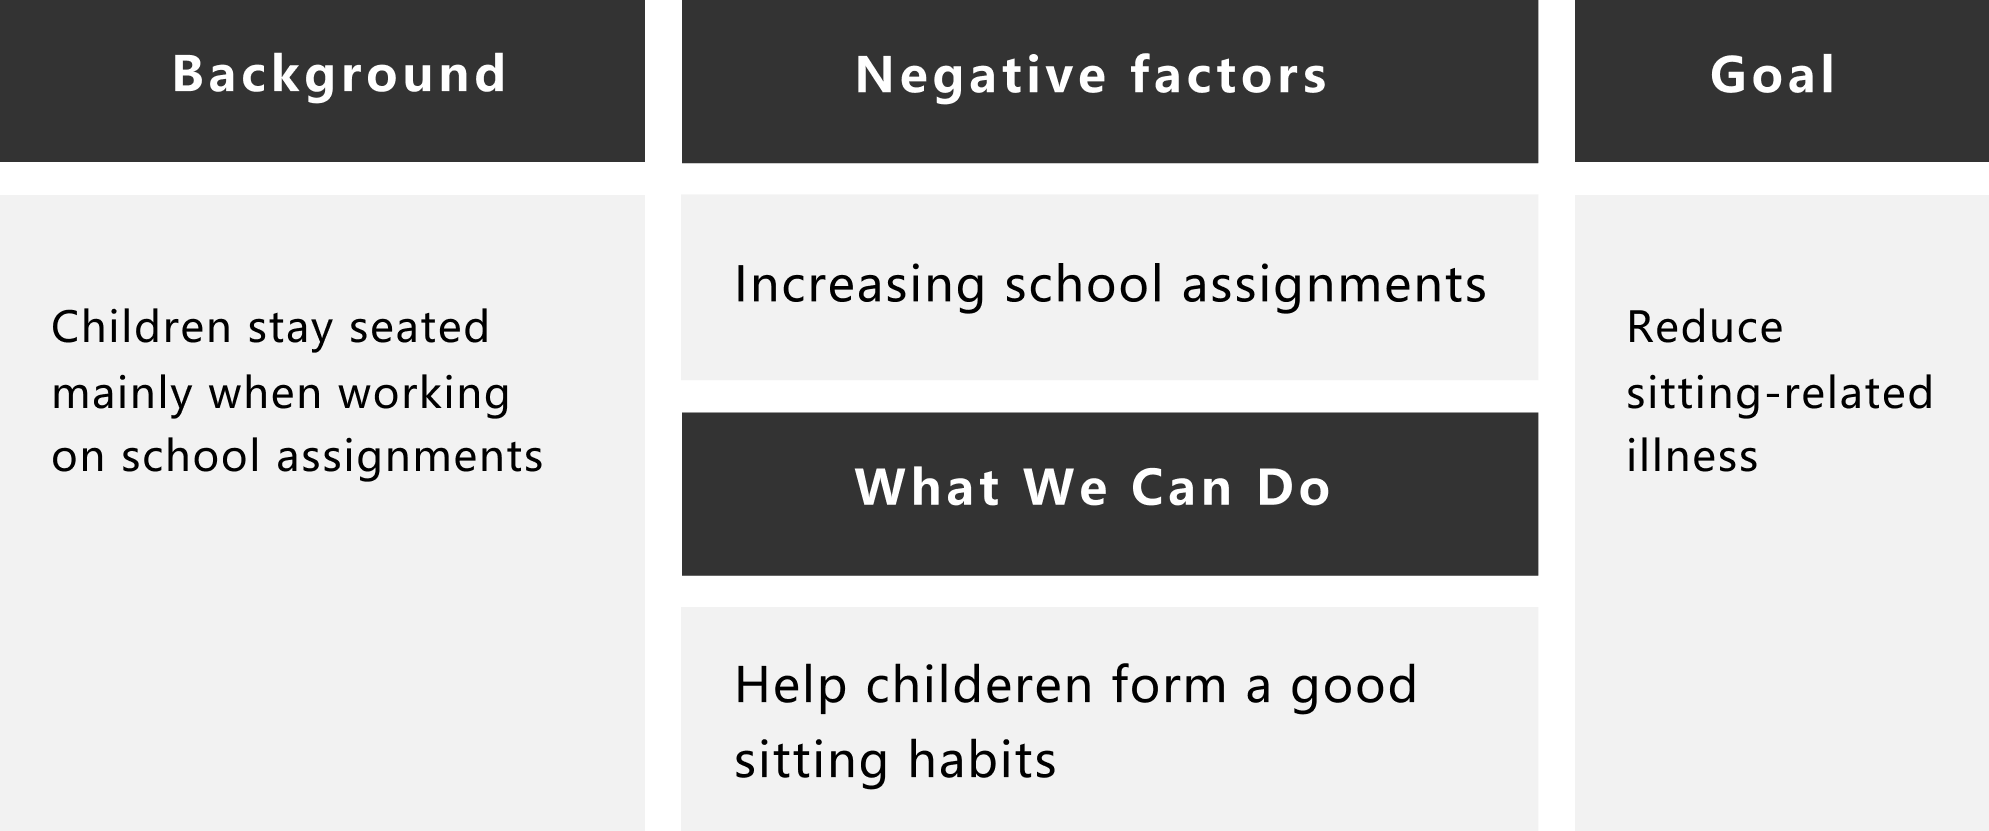 Background
Children stay seated
mainly when working
on school assignments
Negative factors
Increasing school assignments
What We Can Do
Help childeren form a good
sitting habits
Goal
Reduce
sitting-related
illness